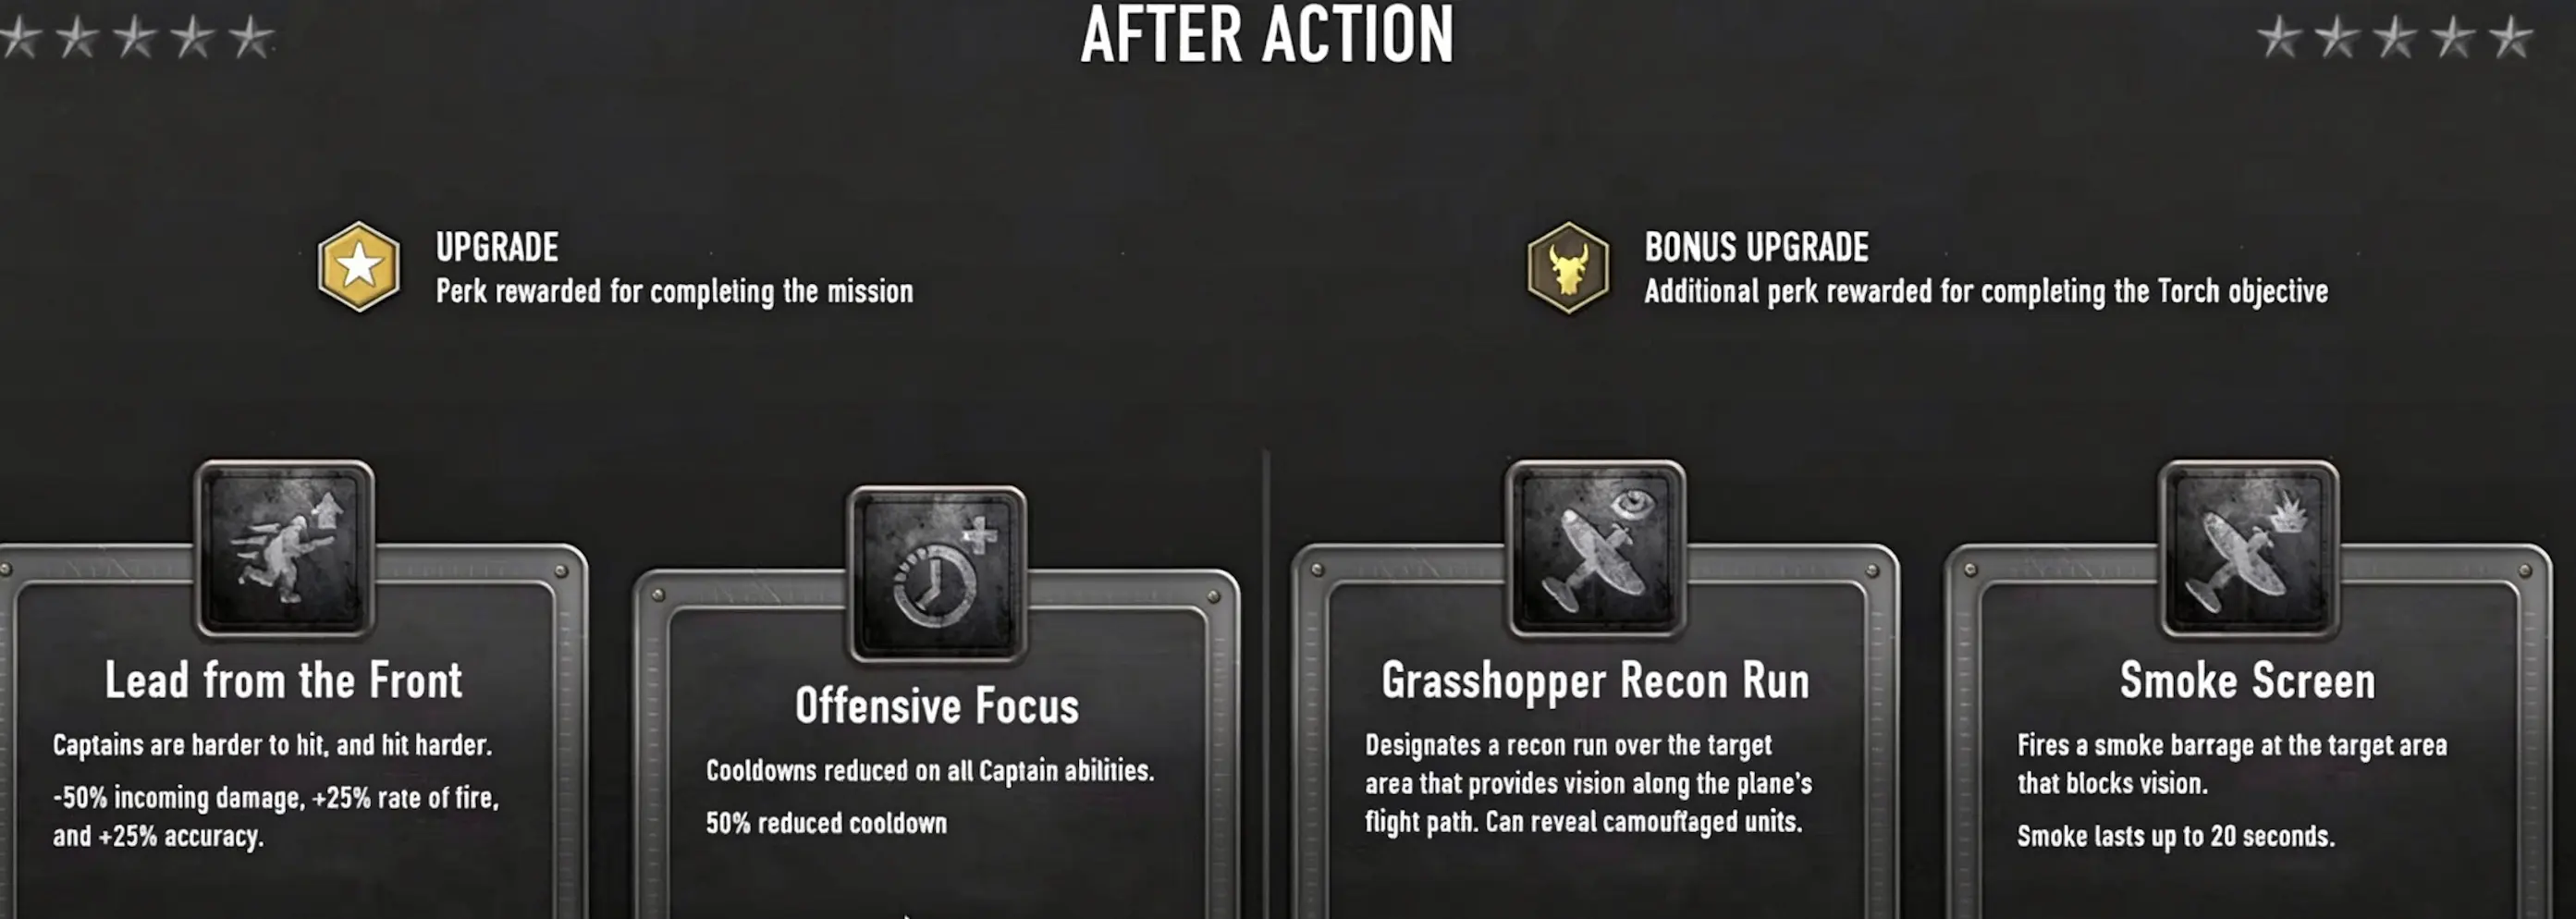 AFTER ACTION
UPGRADE
Perk rewarded for completing the mission
BONUS UPGRADE
Additional perk rewarded for completing the Torch objective
Lead from the Front
Captains are harder to hit, and hit harder.
-50% incoming damage, +25% rate of fire,
and +25% accuracy.
Offensive Focus
Cooldowns reduced on all Captain abilities.
50% reduced cooldown
Grasshopper Recon Run
Designates a recon run over the target
area that provides vision along the plane's
flight path. Can reveal camouflaged units.
Smoke Screen
Fires a smoke barrage at the target area
that blocks vision.
Smoke lasts up to 20 seconds.